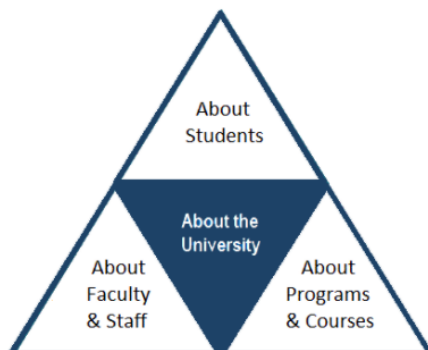 About
Students
About the
University
About
Faculty
& Staff
About
Programs
& Courses